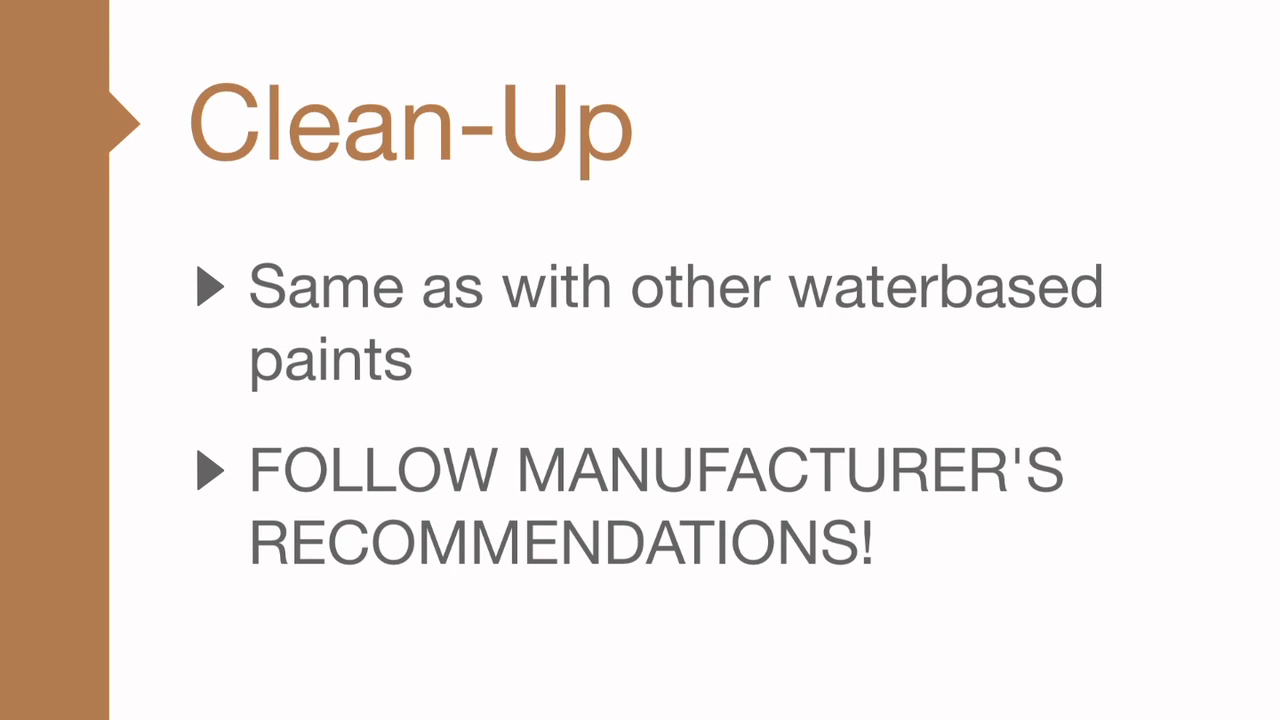 Clean-Up
Same as with other waterbased
paints
FOLLOW MANUFACTURER'S
RECOMMENDATIONS!